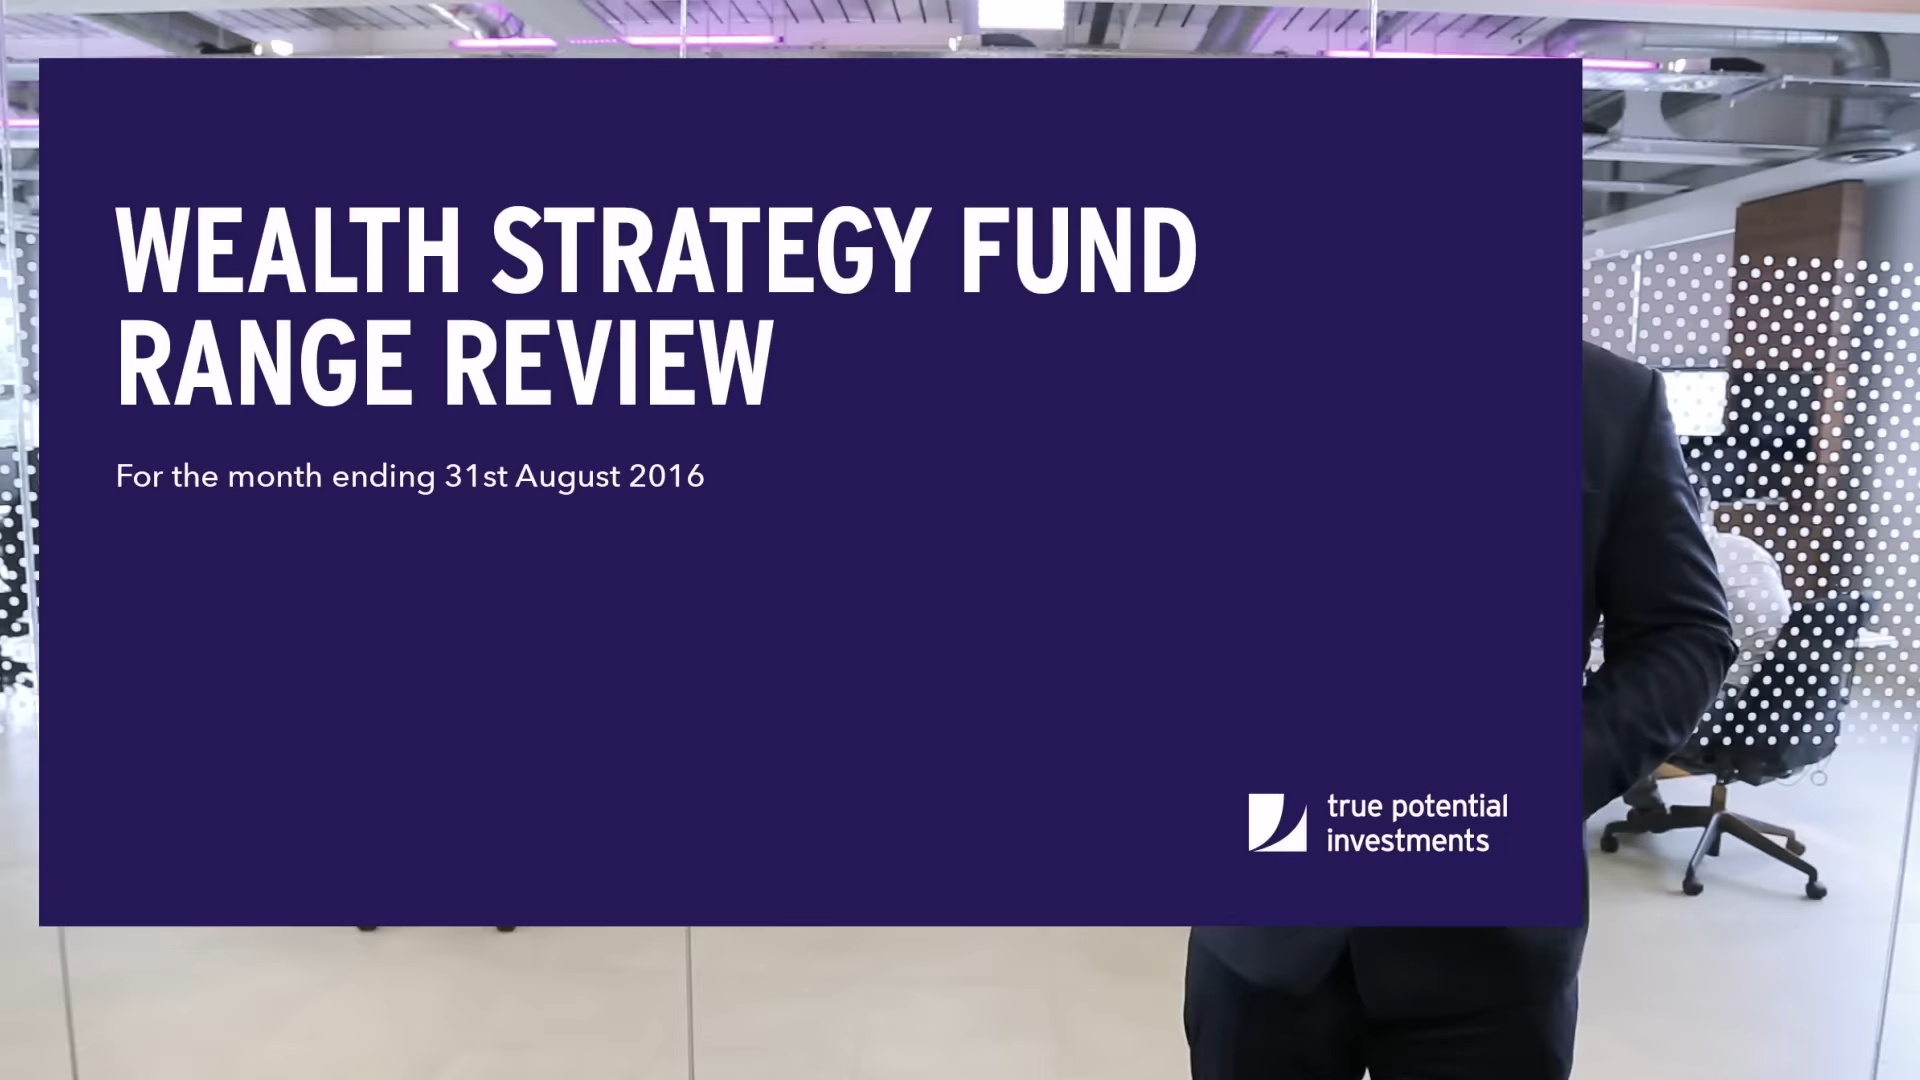 WEALTH STRATEGY FUND
RANGE REVIEW
For the month ending 31st August 2016
true potential
investments